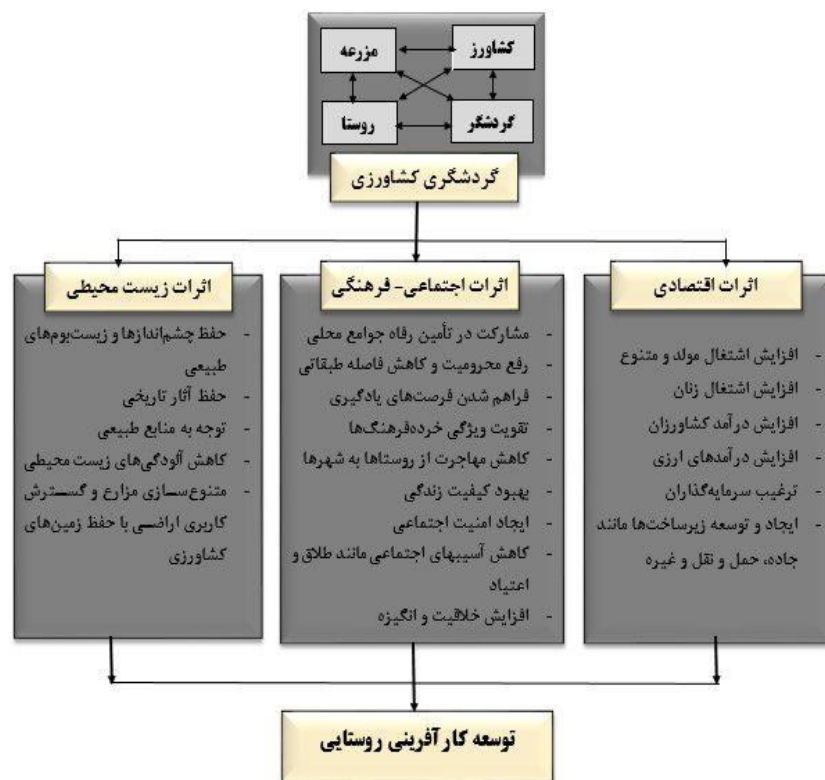 کشاورز
مزرعه
گردشگر
روستا
گردشگری کشاورزی
اثرات اقتصادی
- افزایش اشتغال مولد و متنوع
- افزایش اشتغال زنان
- افزایش درآمد کشاورزان
- افزایش درآمدهای ارزی
- ترغیب سرمایه‌گذاران
- ایجاد و توسعه زیرساخت‌ها مانند
جاده، حمل و نقل و غیره
اثرات اجتماعی- فرهنگی
- مشارکت در تأمین رفاه جوامع محلی
- رفع محرومیت و کاهش فاصله طبقاتی
- فراهم شدن فرصت‌های یادگیری
- تقویت ویژگی خرده‌فرهنگ‌ها
- کاهش مهاجرت از روستاها به شهرها
- بهبود کیفیت زندگی
- ایجاد امنیت اجتماعی
- کاهش آسیبهای اجتماعی مانند طلاق و
اعتیاد
- افزایش خلاقیت و انگیزه
اثرات زیست محیطی
- حفظ چشم‌اندازها و زیست‌بوم‌های
طبیعی
- حفظ آثار تاریخی
- توجه به منابع طبیعی
- کاهش آلودگی‌های زیست محیطی
- متنوع‌سازی مزارع و گسترش
کاربری اراضی با حفظ زمین‌های
کشاورزی
توسعه کارآفرینی روستایی